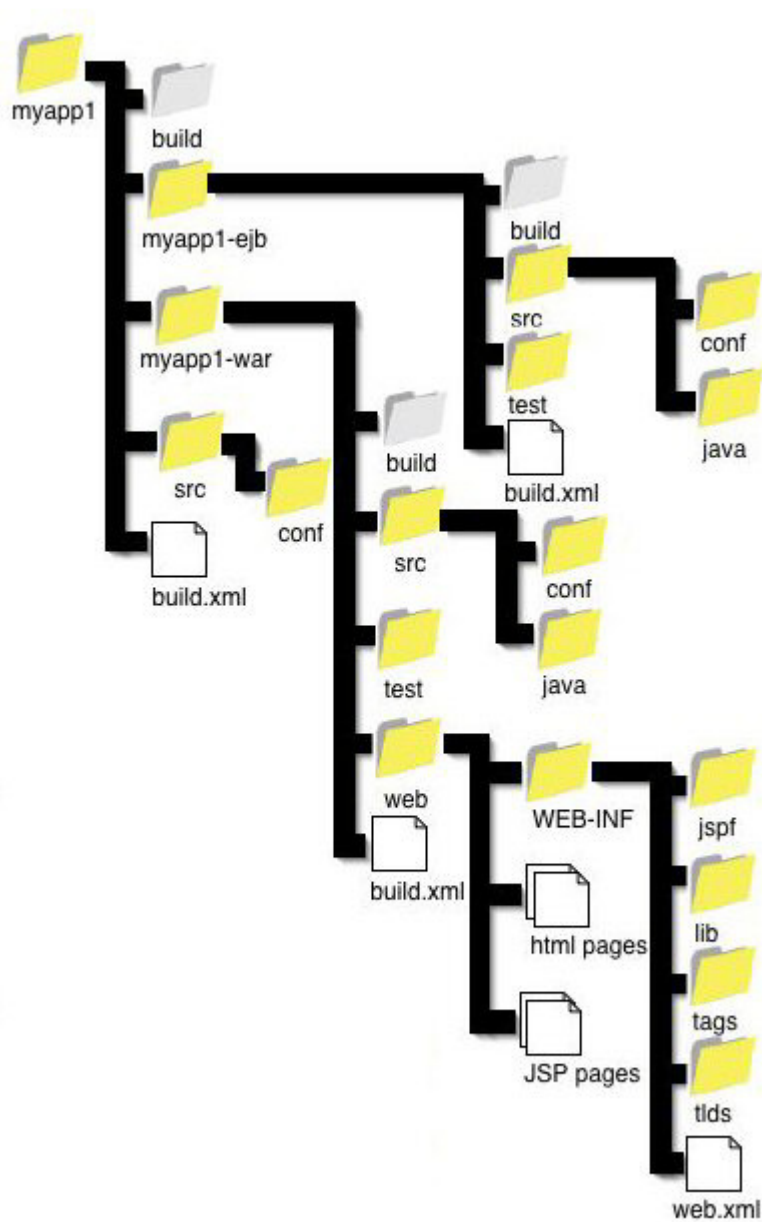 myapp1
build
myapp1-ejb
build
src
conf
java
test
build.xml
myapp1-war
build
src
conf
java
test
web
WEB-INF
jspf
lib
tags
tlds
web.xml
html pages
JSP pages
build.xml
src
conf
build.xml